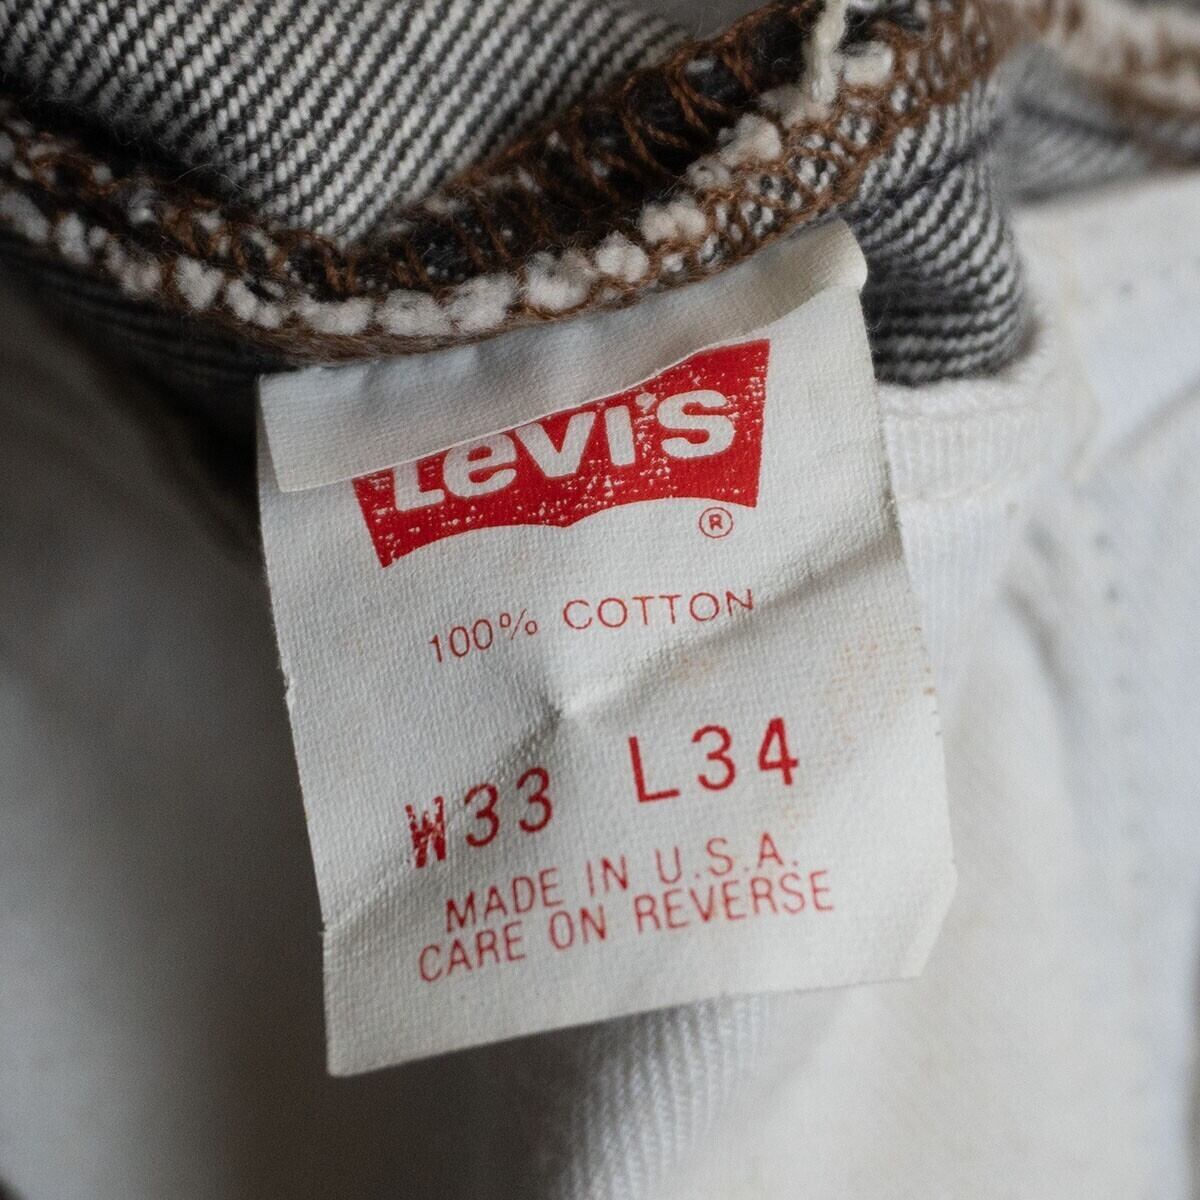 Levi's
®
100% COTTON
W33 L34
MADE IN U.S.A.
CARE ON REVERSE